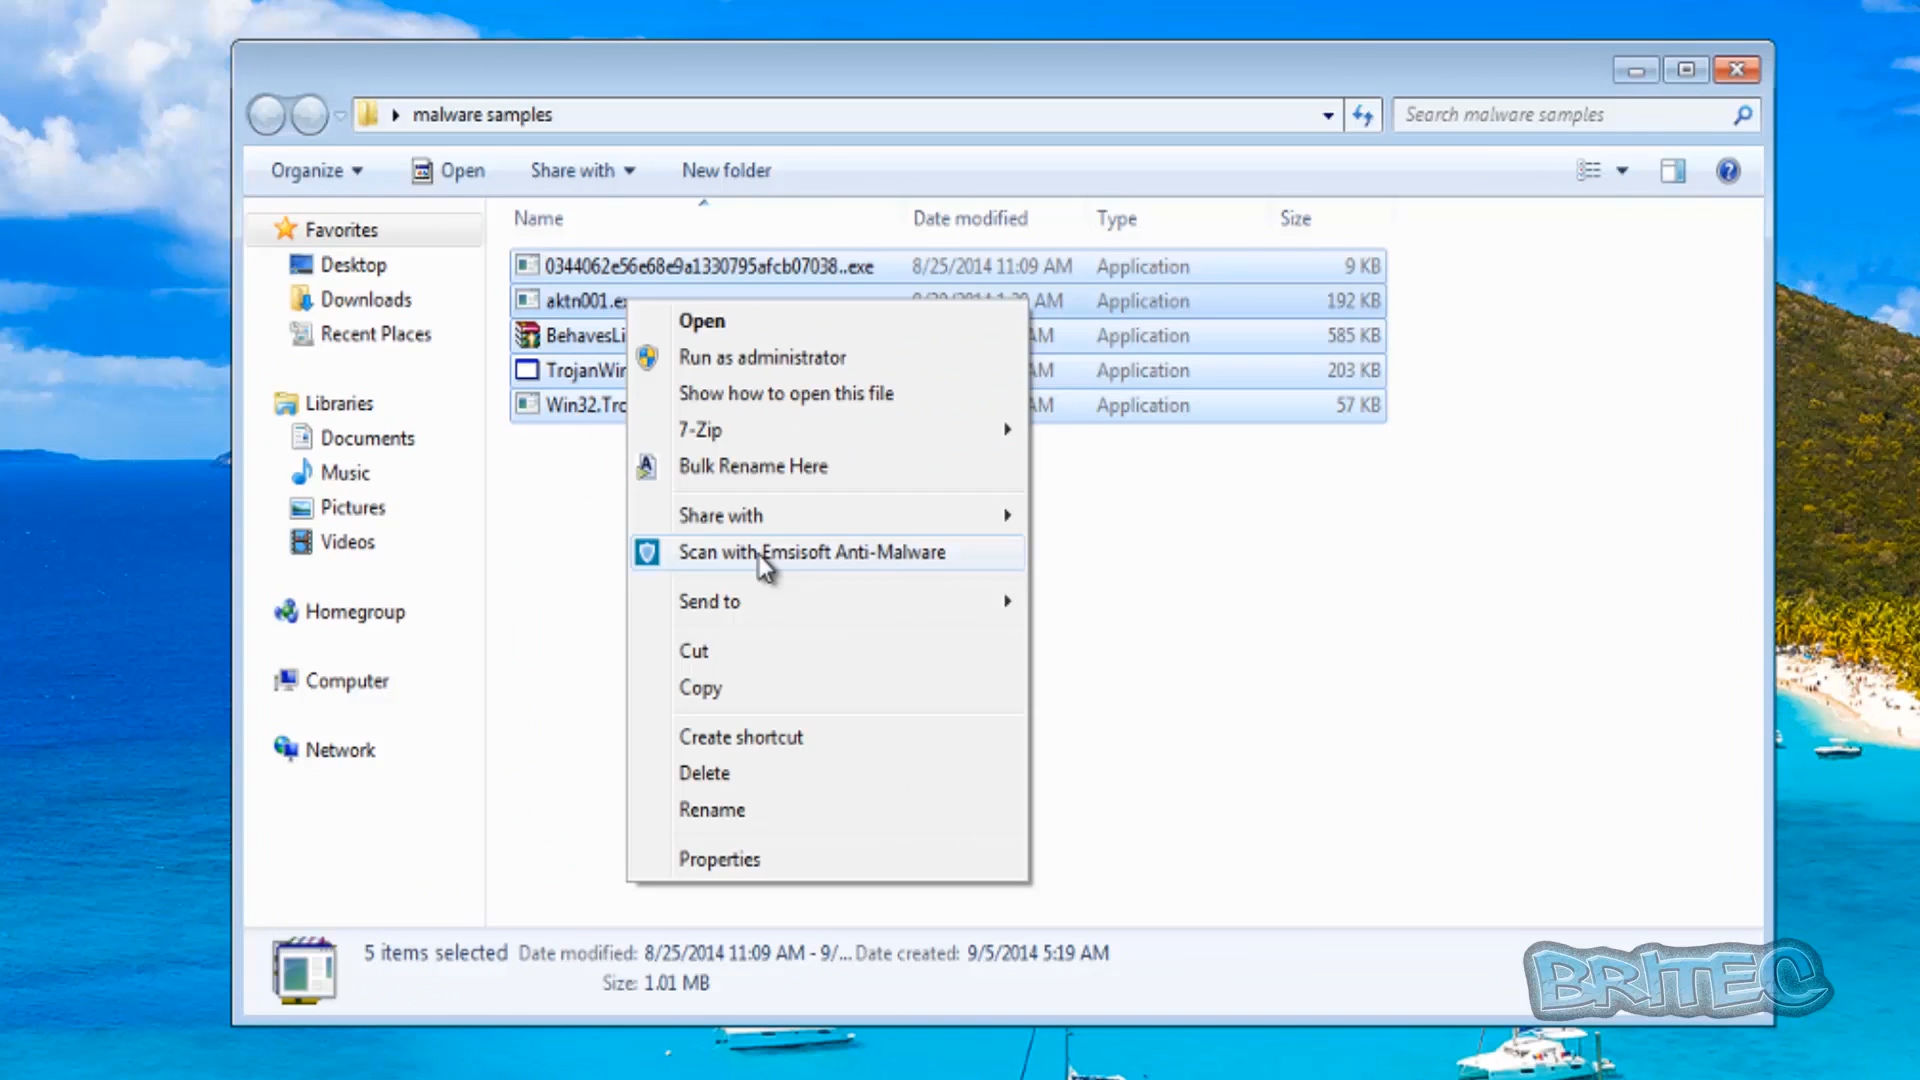 malware samples
Search malware samples
Organize
Open
Share with
New folder
Name
Date modified
Type
Size
Favorites
Desktop
Downloads
Recent Places
Libraries
Documents
Music
Pictures
Videos
Homegroup
Computer
Network
0344062e56e68e9a1330795afcb07038..exe 8/25/2014 11:09 AM Application 9 KB
aktn001.ex AM Application 192 KB
BehavesLi AM Application 585 KB
TrojanWin AM Application 203 KB
Win32.Tro AM Application 57 KB
Open
Run as administrator
Show how to open this file
7-Zip
Bulk Rename Here
Share with
Scan with Emsisoft Anti-Malware
Send to
Cut
Copy
Create shortcut
Delete
Rename
Properties
5 items selected Date modified: 8/25/2014 11:09 AM - 9/... Date created: 9/5/2014 5:19 AM
Size: 1.01 MB
BRITEC